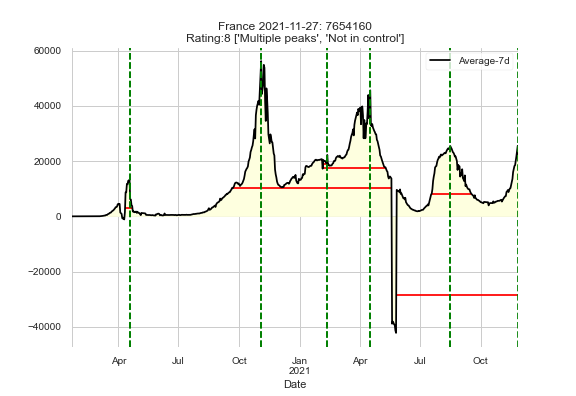 France 2021-11-27: 7654160
Rating:8 ['Multiple peaks', 'Not in control']
Average-7d
60000
40000
20000
0
−20000
−40000
Apr
Jul
Oct
Jan
2021
Apr
Jul
Oct
Date